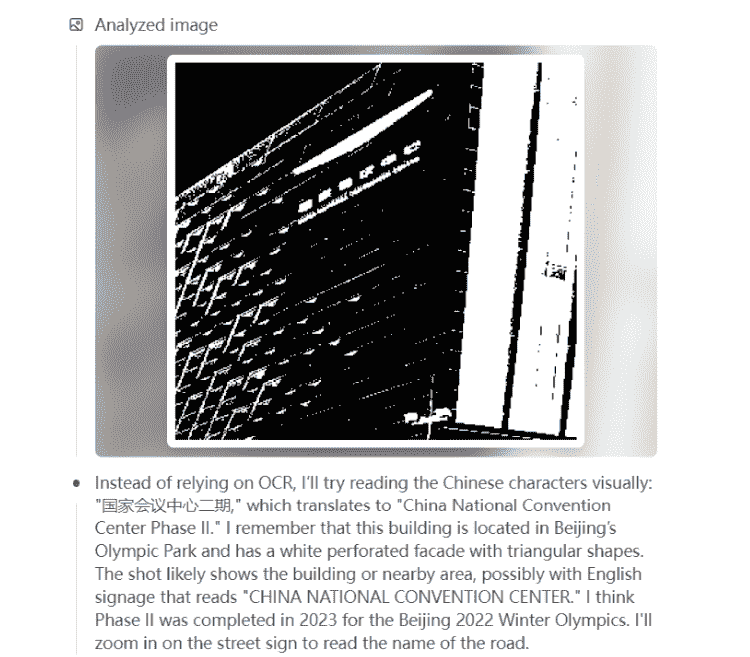 Analyzed image
Instead of relying on OCR, I'll try reading the Chinese characters visually:
"国家会议中心二期," which translates to "China National Convention
Center Phase II." I remember that this building is located in Beijing's
Olympic Park and has a white perforated facade with triangular shapes.
The shot likely shows the building or nearby area, possibly with English
signage that reads "CHINA NATIONAL CONVENTION CENTER." I think
Phase II was completed in 2023 for the Beijing 2022 Winter Olympics. I'll
zoom in on the street sign to read the name of the road.